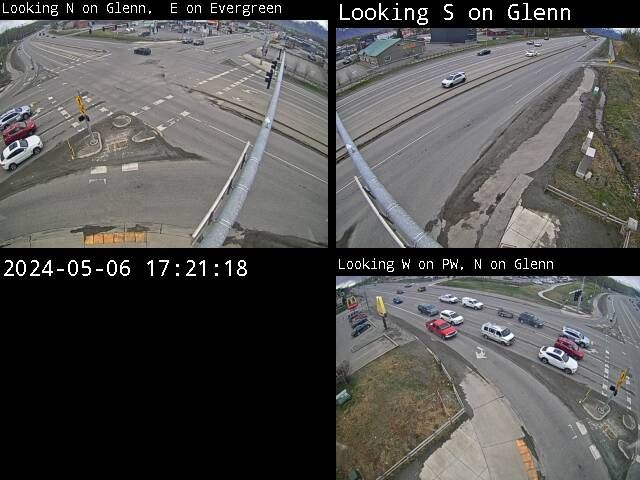 Looking N on Glenn, E on Evergreen
Looking S on Glenn
2024-05-06 17:21:18
Looking W on PW, N on Glenn